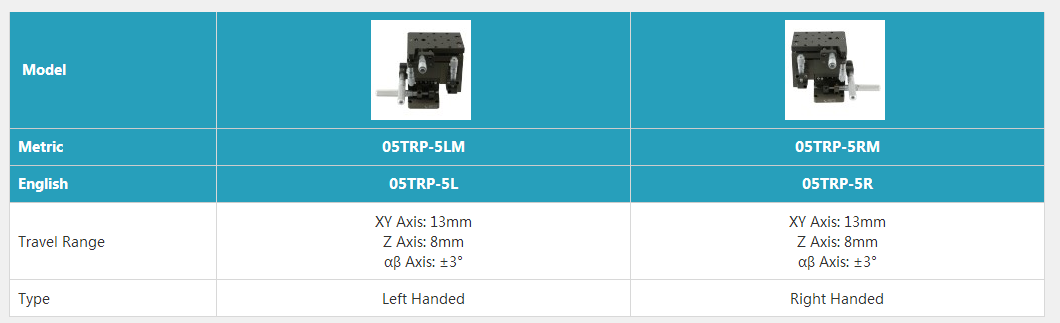 Model
Metric 05TRP-5LM 05TRP-5RM
English 05TRP-5L 05TRP-5R
Travel Range
XY Axis: 13mm
Z Axis: 8mm
αβ Axis: ±3°
XY Axis: 13mm
Z Axis: 8mm
αβ Axis: ±3°
Type Left Handed Right Handed